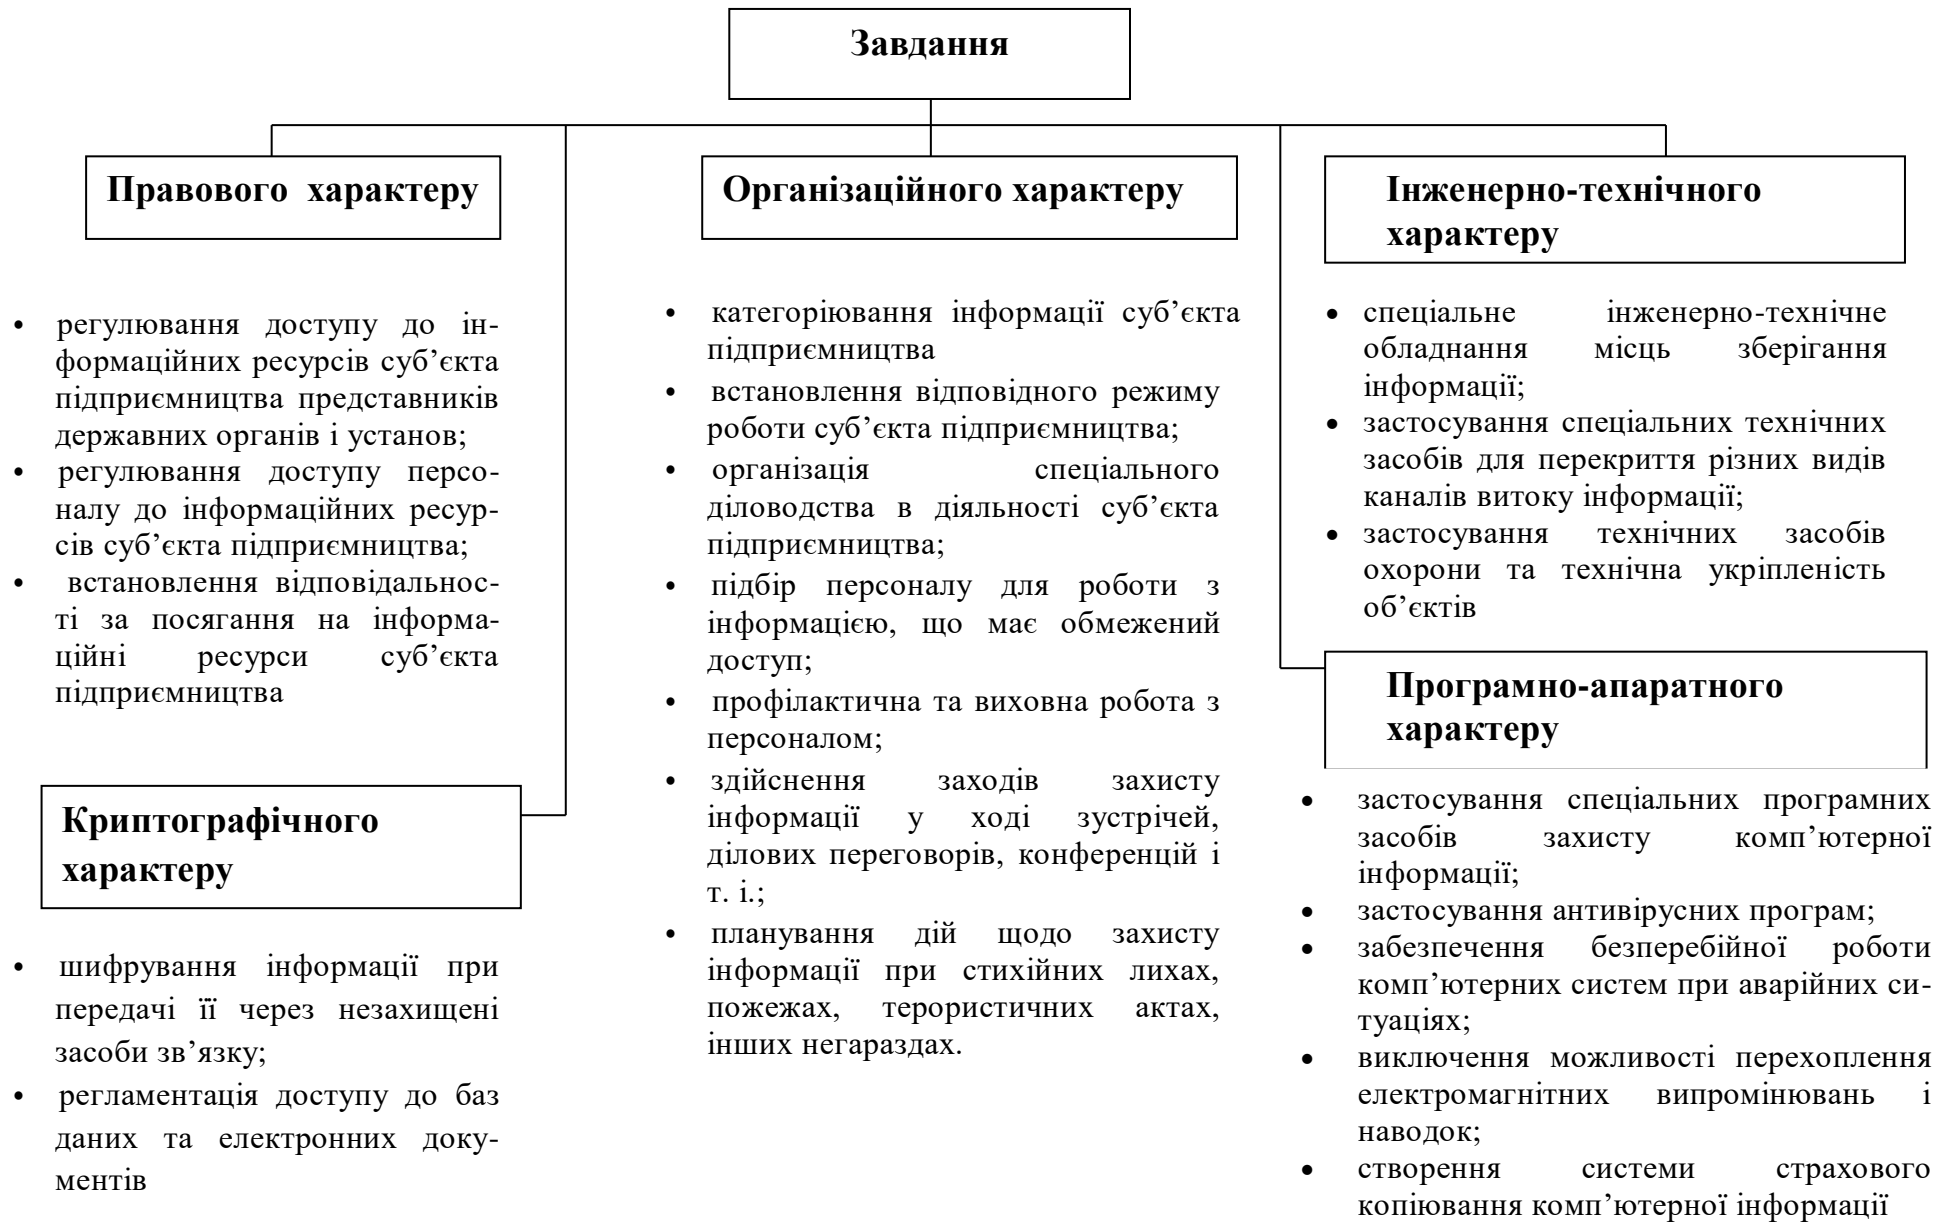 Завдання
Правового характеру
• регулювання доступу до ін-
формаційних ресурсів суб’єкта
підприємництва представників
державних органів і установ;
• регулювання доступу персо-
налу до інформаційних ресур-
сів суб’єкта підприємництва;
• встановлення відповідальнос-
ті за посягання на інформа-
ційні ресурси суб’єкта
підприємництва
Криптографічного
характеру
• шифрування інформації при
передачі її через незахищені
засоби зв’язку;
• регламентація доступу до баз
даних та електронних доку-
ментів
Організаційного характеру
• категоріювання інформації суб’єкта
підприємництва
• встановлення відповідного режиму
роботи суб’єкта підприємництва;
• організація спеціального
діловодства в діяльності суб’єкта
підприємництва;
• підбір персоналу для роботи з
інформацією, що має обмежений
доступ;
• профілактична та виховна робота з
персоналом;
• здійснення заходів захисту
інформації у ході зустрічей,
ділових переговорів, конференцій і
т. і.;
• планування дій щодо захисту
інформації при стихійних лихах,
пожежах, терористичних актах,
інших негараздах.
Інженерно-технічного
характеру
• спеціальне інженерно-технічне
обладнання місць зберігання
інформації;
• застосування спеціальних технічних
засобів для перекриття різних видів
каналів витоку інформації;
• застосування технічних засобів
охорони та технічна укріпленість
об’єктів
Програмно-апаратного
характеру
• застосування спеціальних програмних
засобів захисту комп’ютерної
інформації;
• застосування антивірусних програм;
• забезпечення безперебійної роботи
комп’ютерних систем при аварійних си-
туаціях;
• виключення можливості перехоплення
електромагнітних випромінювань і
наводок;
• створення системи страхового
копіювання комп’ютерної інформації